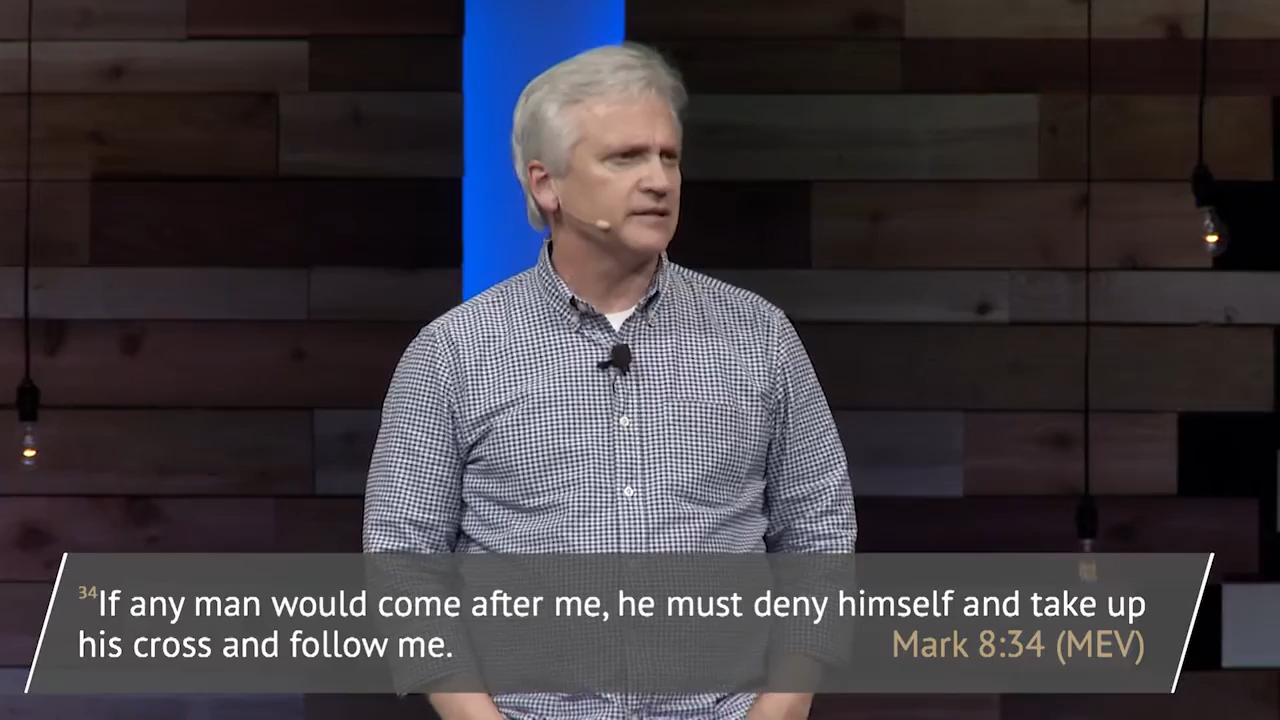 34If any man would come after me, he must deny himself and take up
his cross and follow me.
Mark 8:34 (MEV)